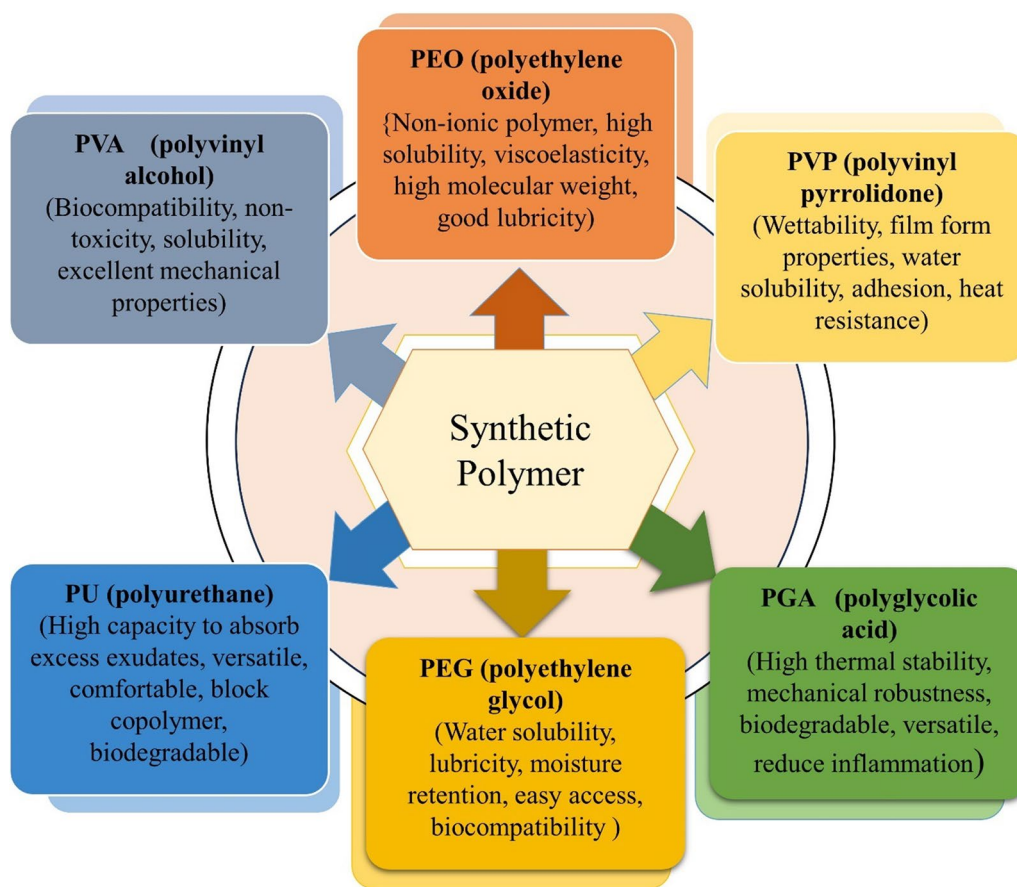 PEO (polyethylene
oxide)
{Non-ionic polymer, high
solubility, viscoelasticity,
high molecular weight,
good lubricity)
PVA (polyvinyl
alcohol)
(Biocompatibility, non-
toxicity, solubility,
excellent mechanical
properties)
PVP (polyvinyl
pyrrolidone)
(Wettability, film form
properties, water
solubility, adhesion, heat
resistance)
Synthetic
Polymer
PU (polyurethane)
(High capacity to absorb
excess exudates, versatile,
comfortable, block
copolymer,
biodegradable)
PEG (polyethylene
glycol)
(Water solubility,
lubricity, moisture
retention, easy access,
biocompatibility )
PGA (polyglycolic
acid)
(High thermal stability,
mechanical robustness,
biodegradable, versatile,
reduce inflammation)